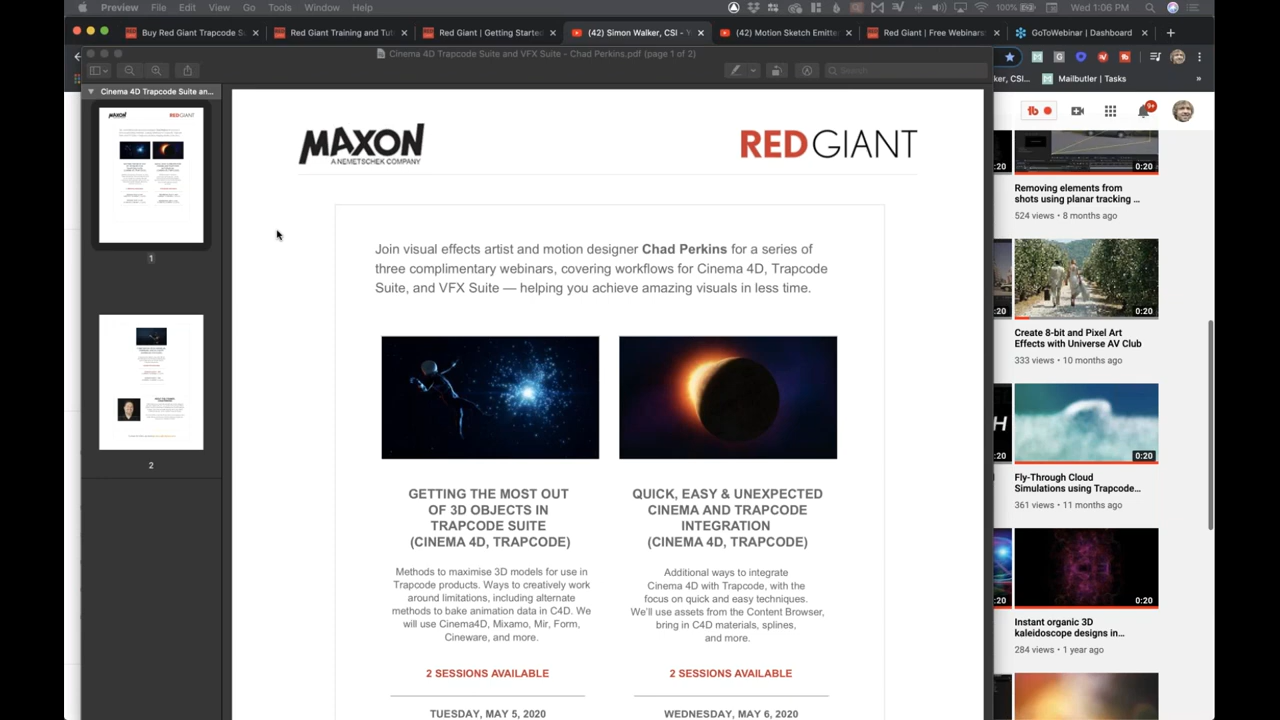 Preview File Edit View Go Tools Window Help
100% Wed 1:06 PM
Buy Red Giant Trapcode S
Red Giant Training and Tut
Red Giant | Getting Started
(42) Simon Walker, CSI - Y
(42) Motion Sketch Emitte
Red Giant | Free Webinars
GoToWebinar | Dashboard
Cinema 4D Trapcode Suite and VFX Suite - Chad Perkins.pdf (page 1 of 2)
Search
ker, CSI...
Mailbutler | Tasks
Cinema 4D Trapcode Suite an...
1
2
MAXON
A NEMETSCHEK COMPANY
REDGIANT
Join visual effects artist and motion designer Chad Perkins for a series of
three complimentary webinars, covering workflows for Cinema 4D, Trapcode
Suite, and VFX Suite — helping you achieve amazing visuals in less time.
GETTING THE MOST OUT
OF 3D OBJECTS IN
TRAPCODE SUITE
(CINEMA 4D, TRAPCODE)
Methods to maximise 3D models for use in
Trapcode products. Ways to creatively work
around limitations, including alternate
methods to bake animation data in C4D. We
will use Cinema4D, Mixamo, Mir, Form,
Cineware, and more.
2 SESSIONS AVAILABLE
TUESDAY, MAY 5, 2020
QUICK, EASY & UNEXPECTED
CINEMA AND TRAPCODE
INTEGRATION
(CINEMA 4D, TRAPCODE)
Additional ways to integrate
Cinema 4D with Trapcode, with the
focus on quick and easy techniques.
We'll use assets from the Content Browser,
bring in C4D materials, splines,
and more.
2 SESSIONS AVAILABLE
WEDNESDAY, MAY 6, 2020
9+
:20
0:20
Removing elements from
shots using planar tracking ...
524 views • 8 months ago
:20
0:20
Create 8-bit and Pixel Art
Effects with Universe AV Club
333 views • 10 months ago
H
:20
0:20
Fly-Through Cloud
Simulations using Trapcode...
361 views • 11 months ago
:20
0:20
Instant organic 3D
kaleidoscope designs in...
284 views • 1 year ago